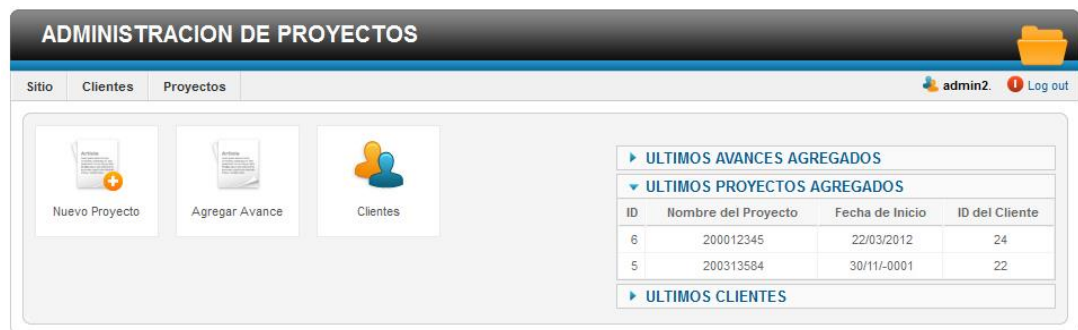 ADMINISTRACION DE PROYECTOS
Sitio Clientes Proyectos admin2. Log out
Nuevo Proyecto Agregar Avance Clientes
ULTIMOS AVANCES AGREGADOS
ULTIMOS PROYECTOS AGREGADOS
ID Nombre del Proyecto Fecha de Inicio ID del Cliente
6 200012345 22/03/2012 24
5 200313584 30/11/-0001 22
ULTIMOS CLIENTES